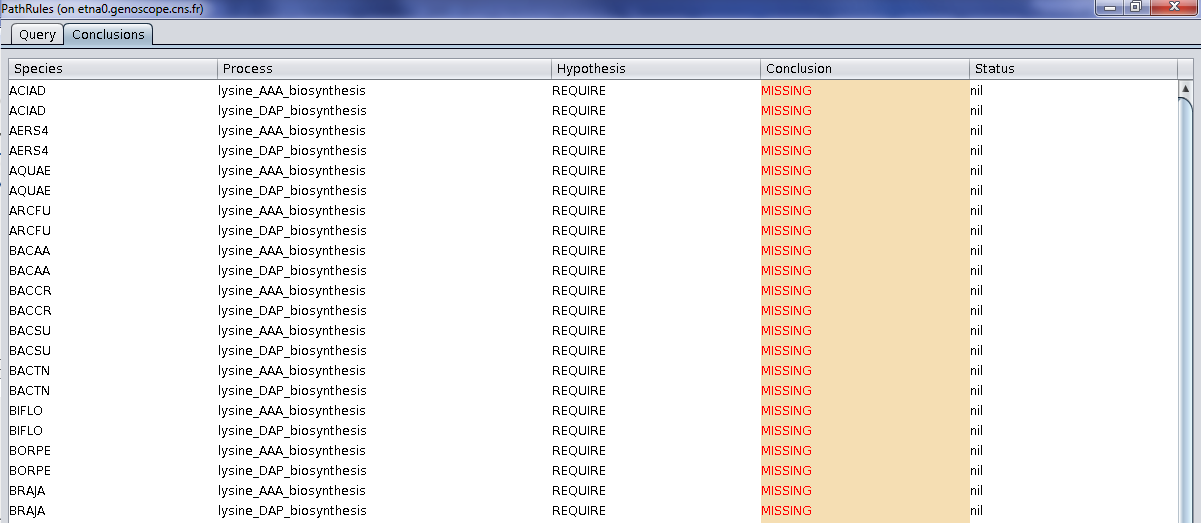 PathRules (on etna0.genoscope.cns.fr)
Query Conclusions
Species Process Hypothesis Conclusion Status
ACIAD lysine_AAA_biosynthesis REQUIRE MISSING nil
ACIAD lysine_DAP_biosynthesis REQUIRE MISSING nil
AERS4 lysine_AAA_biosynthesis REQUIRE MISSING nil
AERS4 lysine_DAP_biosynthesis REQUIRE MISSING nil
AQUAE lysine_AAA_biosynthesis REQUIRE MISSING nil
AQUAE lysine_DAP_biosynthesis REQUIRE MISSING nil
ARCFU lysine_AAA_biosynthesis REQUIRE MISSING nil
ARCFU lysine_DAP_biosynthesis REQUIRE MISSING nil
BACAA lysine_AAA_biosynthesis REQUIRE MISSING nil
BACAA lysine_DAP_biosynthesis REQUIRE MISSING nil
BACCR lysine_AAA_biosynthesis REQUIRE MISSING nil
BACCR lysine_DAP_biosynthesis REQUIRE MISSING nil
BACSU lysine_AAA_biosynthesis REQUIRE MISSING nil
BACSU lysine_DAP_biosynthesis REQUIRE MISSING nil
BACTN lysine_AAA_biosynthesis REQUIRE MISSING nil
BACTN lysine_DAP_biosynthesis REQUIRE MISSING nil
BIFLO lysine_AAA_biosynthesis REQUIRE MISSING nil
BIFLO lysine_DAP_biosynthesis REQUIRE MISSING nil
BORPE lysine_AAA_biosynthesis REQUIRE MISSING nil
BORPE lysine_DAP_biosynthesis REQUIRE MISSING nil
BRAJA lysine_AAA_biosynthesis REQUIRE MISSING nil
BRAJA lysine_DAP_biosynthesis REQUIRE MISSING nil